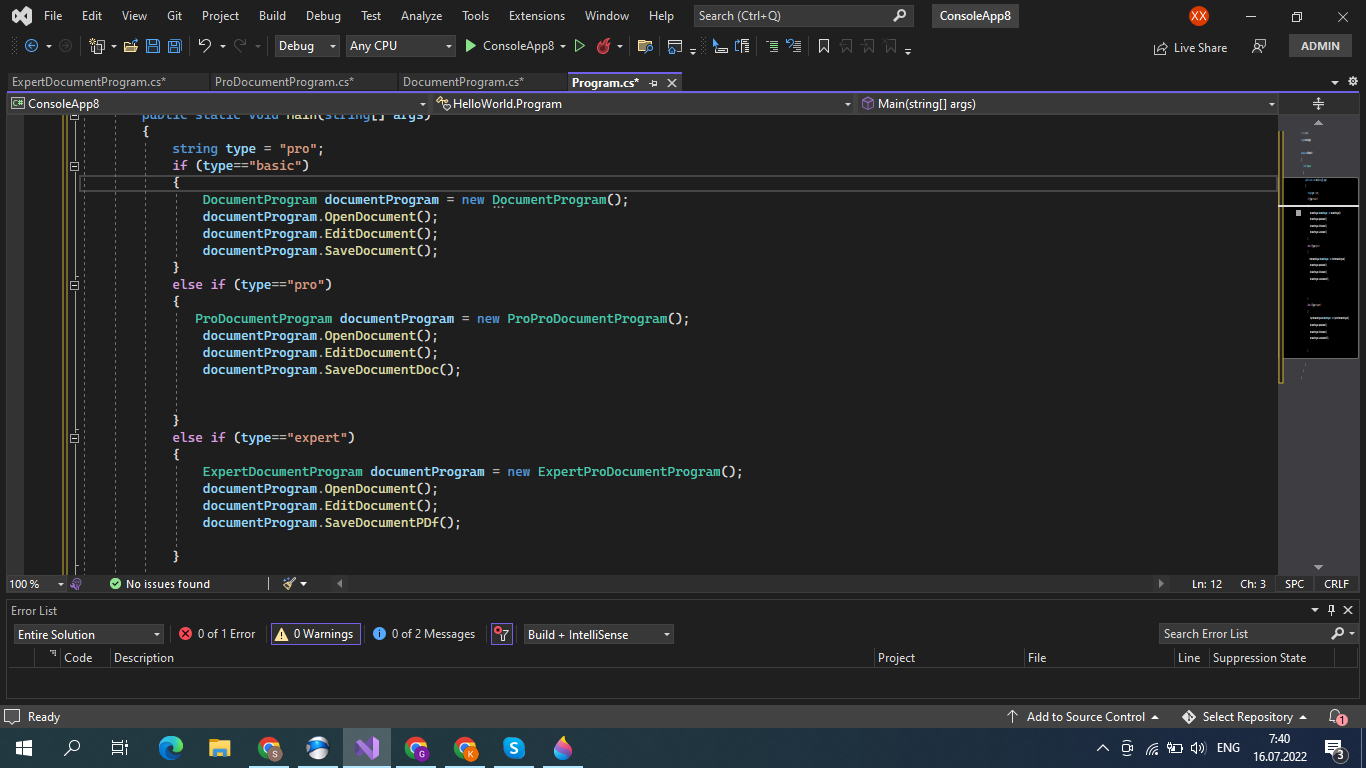 File Edit View Git Project Build Debug Test Analyze Tools Extensions Window Help Search (Ctrl+Q) ConsoleApp8 XX
Debug Any CPU ConsoleApp8 Live Share ADMIN
ExpertDocumentProgram.cs* ProDocumentProgram.cs* DocumentProgram.cs* Program.cs*
C# ConsoleApp8 HelloWorld.Program Main(string[] args)
public static void Main(string[] args)
{
string type = "pro";
if (type=="basic")
{
DocumentProgram documentProgram = new DocumentProgram();
documentProgram.OpenDocument();
documentProgram.EditDocument();
documentProgram.SaveDocument();
}
else if (type=="pro")
{
ProDocumentProgram documentProgram = new ProProDocumentProgram();
documentProgram.OpenDocument();
documentProgram.EditDocument();
documentProgram.SaveDocumentDoc();
}
else if (type=="expert")
{
ExpertDocumentProgram documentProgram = new ExpertProDocumentProgram();
documentProgram.OpenDocument();
documentProgram.EditDocument();
documentProgram.SaveDocumentPDf();
}
100 % No issues found Ln: 12 Ch: 3 SPC CRLF
Error List
Entire Solution 0 of 1 Error 0 Warnings 0 of 2 Messages Build + IntelliSense Search Error List
Code Description Project File Line Suppression State
Ready Add to Source Control Select Repository 1
S G K S ENG 7:40
16.07.2022 3